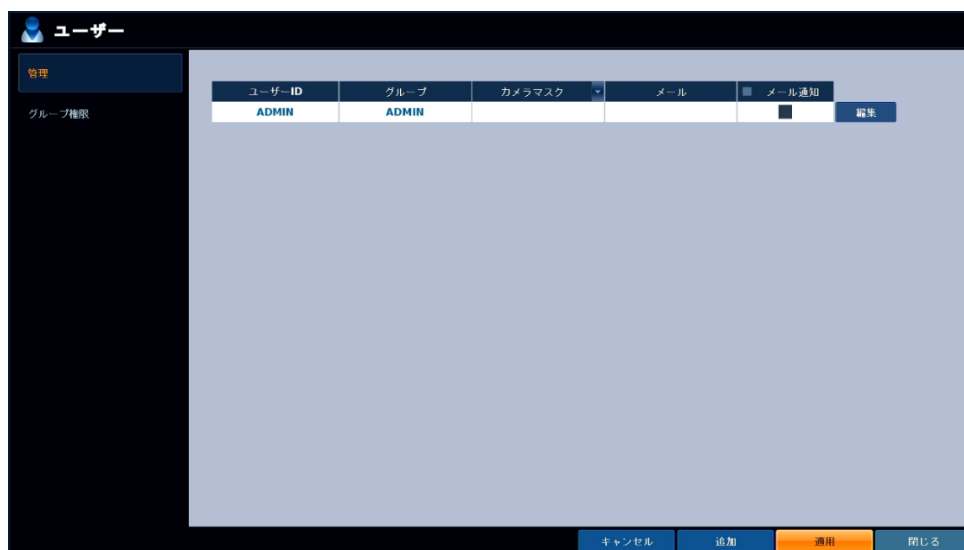 ユーザー
管理
グループ権限
ユーザーID グループ カメラマスク メール メール通知
ADMIN ADMIN 編集
キャンセル 追加 適用 閉じる